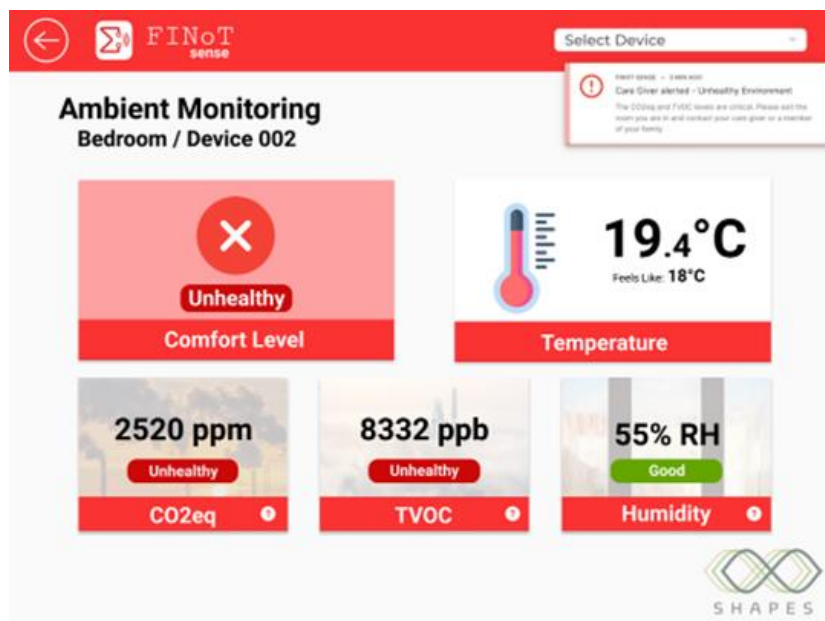 FINoT
sense
Select Device
FINOT SENSE • 3 MIN AGO
Care Giver alerted - Unhealthy Environment
The CO2eq and TVOC levels are critical. Please exit the
room you are in and contact your care giver or a member
of your family
Ambient Monitoring
Bedroom / Device 002
Unhealthy
Comfort Level
19.4°C
Feels Like: 18°C
Temperature
2520 ppm
Unhealthy
CO2eq
8332 ppb
Unhealthy
TVOC
55% RH
Good
Humidity
SHAPES